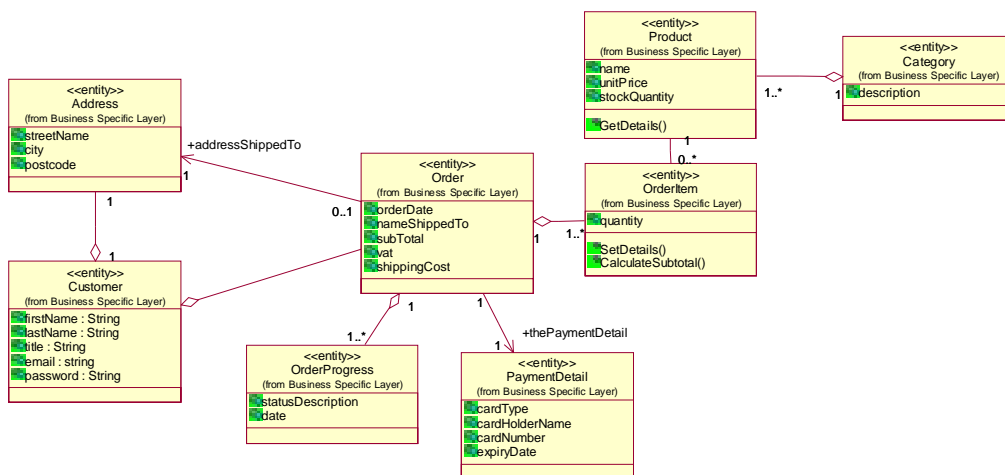 <<entity>>
Product
(from Business Specific Layer)
name
unitPrice
stockQuantity
GetDetails()
<<entity>>
Category
(from Business Specific Layer)
description
1..*
1
<<entity>>
Address
(from Business Specific Layer)
streetName
city
postcode
+addressShippedTo
1
0..1
1
1
1
0..*
<<entity>>
Order
(from Business Specific Layer)
orderDate
nameShippedTo
subTotal
vat
shippingCost
<<entity>>
OrderItem
(from Business Specific Layer)
quantity
SetDetails()
CalculateSubtotal()
1
1..*
<<entity>>
Customer
(from Business Specific Layer)
firstName : String
lastName : String
title : String
email : string
password : String
1
1..*
1
1
+thePaymentDetail
<<entity>>
OrderProgress
(from Business Specific Layer)
statusDescription
date
<<entity>>
PaymentDetail
(from Business Specific Layer)
cardType
cardHolderName
cardNumber
expiryDate